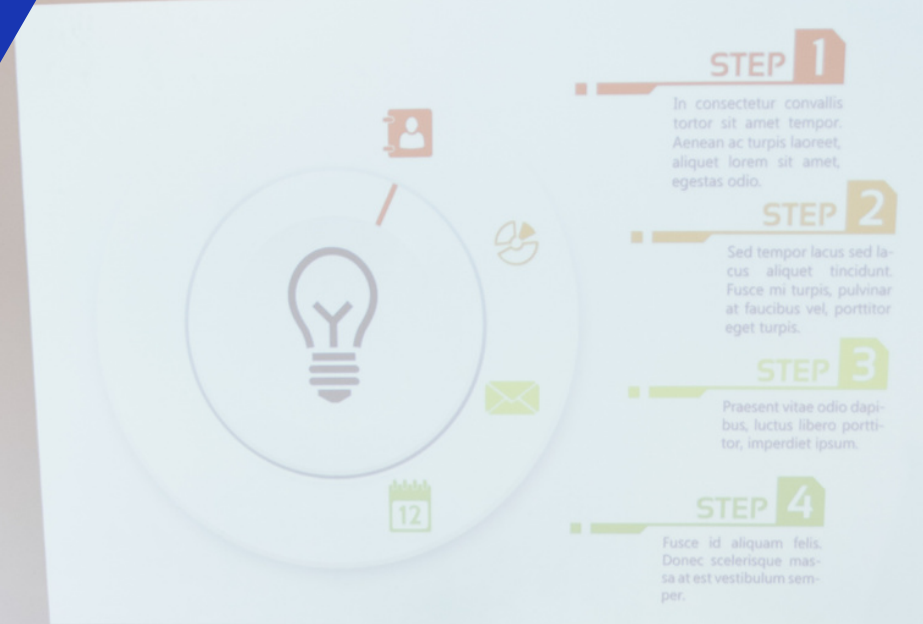 STEP 1
In consectetur convallis
tortor sit amet tempor.
Aenean ac turpis laoreet,
aliquet lorem sit amet,
egestas odio.
STEP 2
Sed tempor lacus sed la-
cus aliquet tincidunt.
Fusce mi turpis, pulvinar
at faucibus vel, porttitor
eget turpis.
STEP 3
Praesent vitae odio dapi-
bus, luctus libero portti-
tor, imperdiet ipsum.
STEP 4
Fusce id aliquam felis.
Donec scelerisque mas-
sa at est vestibulum sem-
per.
12